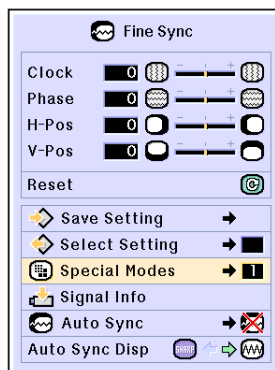 Fine Sync
Clock 0 - +
Phase 0 - +
H-Pos 0 - +
V-Pos 0 - +
Reset
Save Setting
Select Setting
Special Modes 1
Signal Info
Auto Sync
Auto Sync Disp SHARP